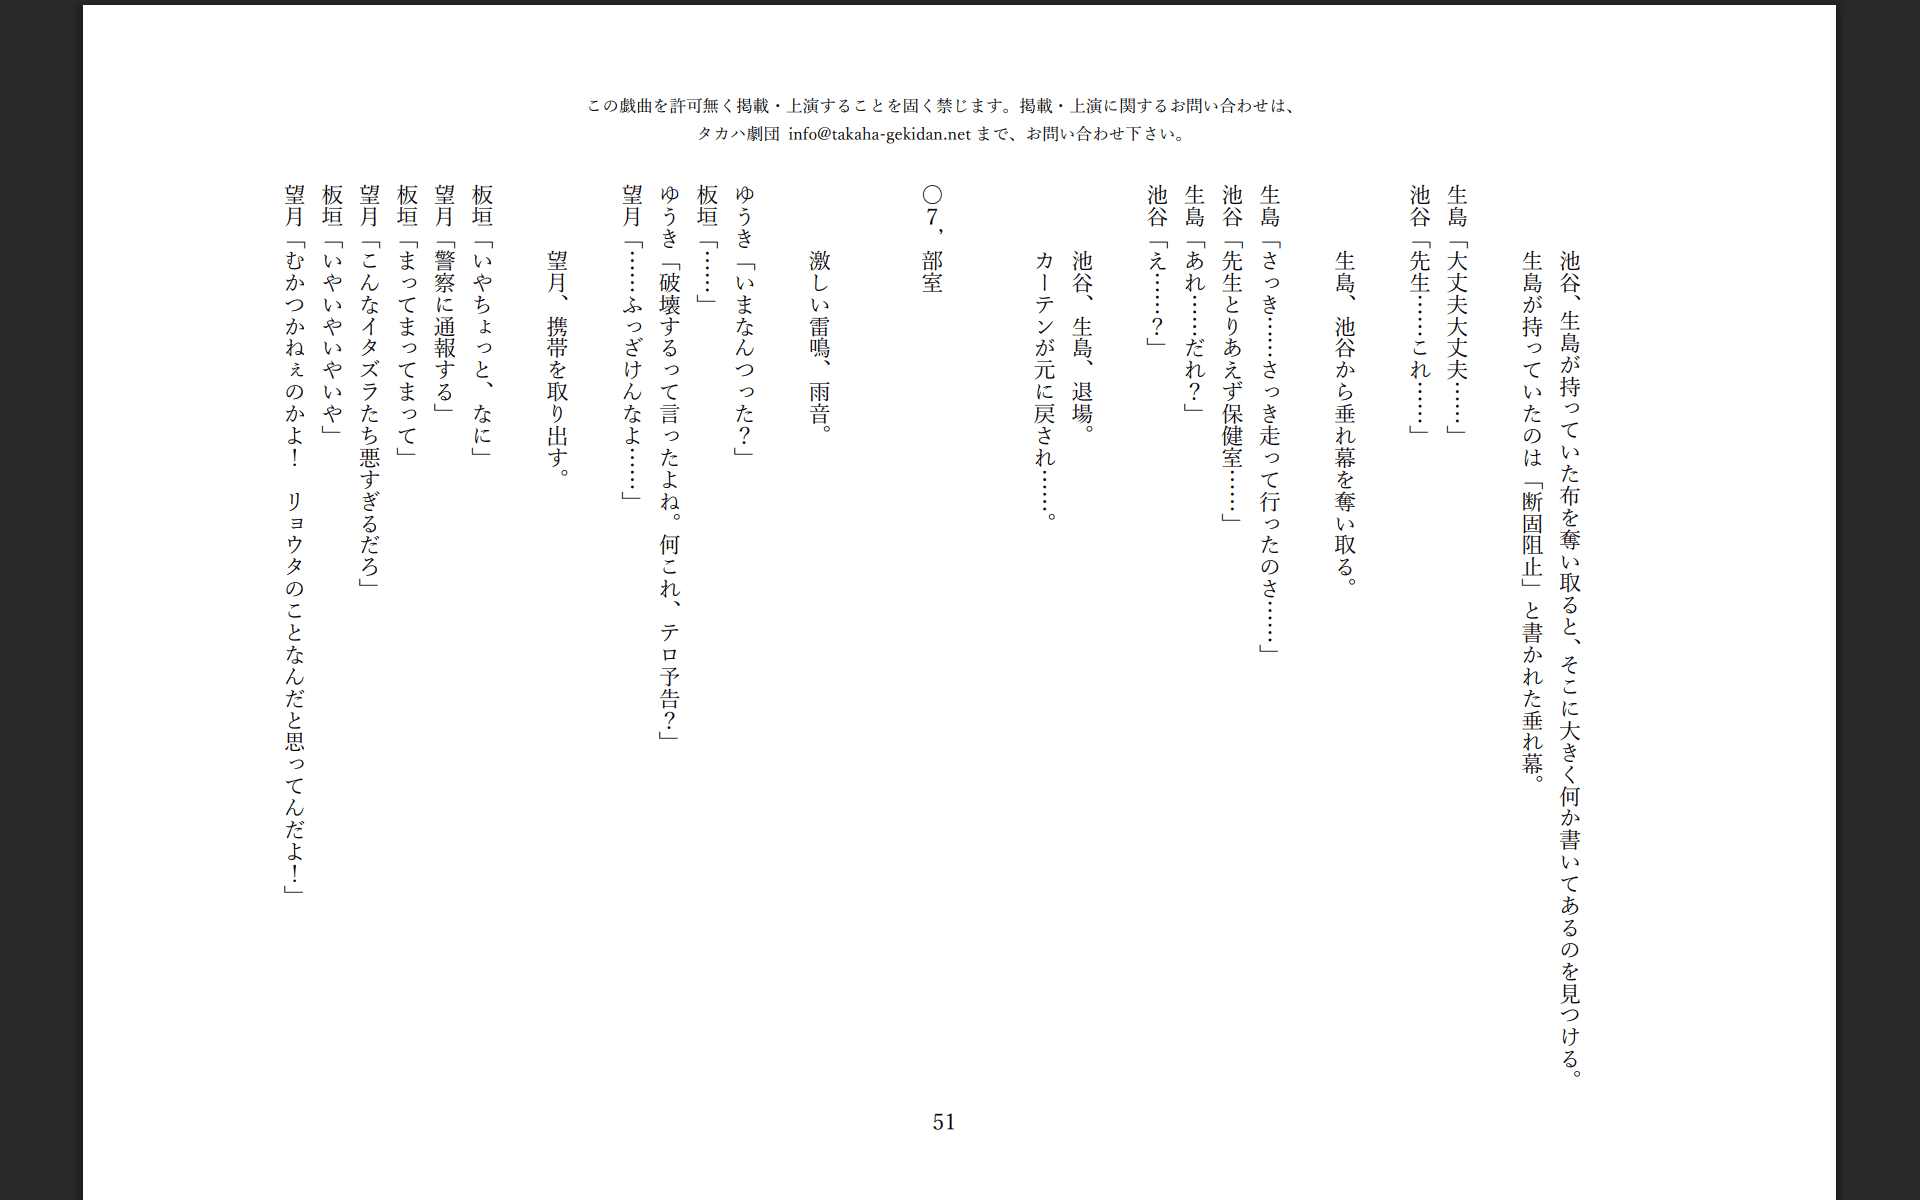 この戯曲を許可無く掲載・上演することを固く禁じます。掲載・上演に関するお問い合わせは、
タカハ劇団 info@takaha-gekidan.net まで、お問い合わせ下さい。
池谷、生島が持っていた布を奪い取ると、そこに大きく何か書いてあるのを見つける。
生島が持っていたのは「断固阻止」と書かれた垂れ幕。
生島「大丈夫大丈夫……」
池谷「先生……これ……」
生島、池谷から垂れ幕を奪い取る。
生島「さっき……さっき走って行ったのさ……」
池谷「先生とりあえず保健室……」
生島「あれ……だれ？」
池谷「え……？」
池谷、生島、退場。
カーテンが元に戻され……。
〇7，部室
激しい雷鳴、雨音。
ゆうき「いまなんつった？」
板垣「……」
ゆうき「破壊するって言ったよね。何これ、テロ予告？」
望月「……ふっざけんなよ……」
望月、携帯を取り出す。
板垣「いやちょっと、なに」
望月「警察に通報する」
板垣「まってまってまって」
望月「こんなイタズラたち悪すぎるだろ」
板垣「いやいやいやいや」
望月「むかつかねぇのかよ！　リョウタのことなんだと思ってんだよ！」
51